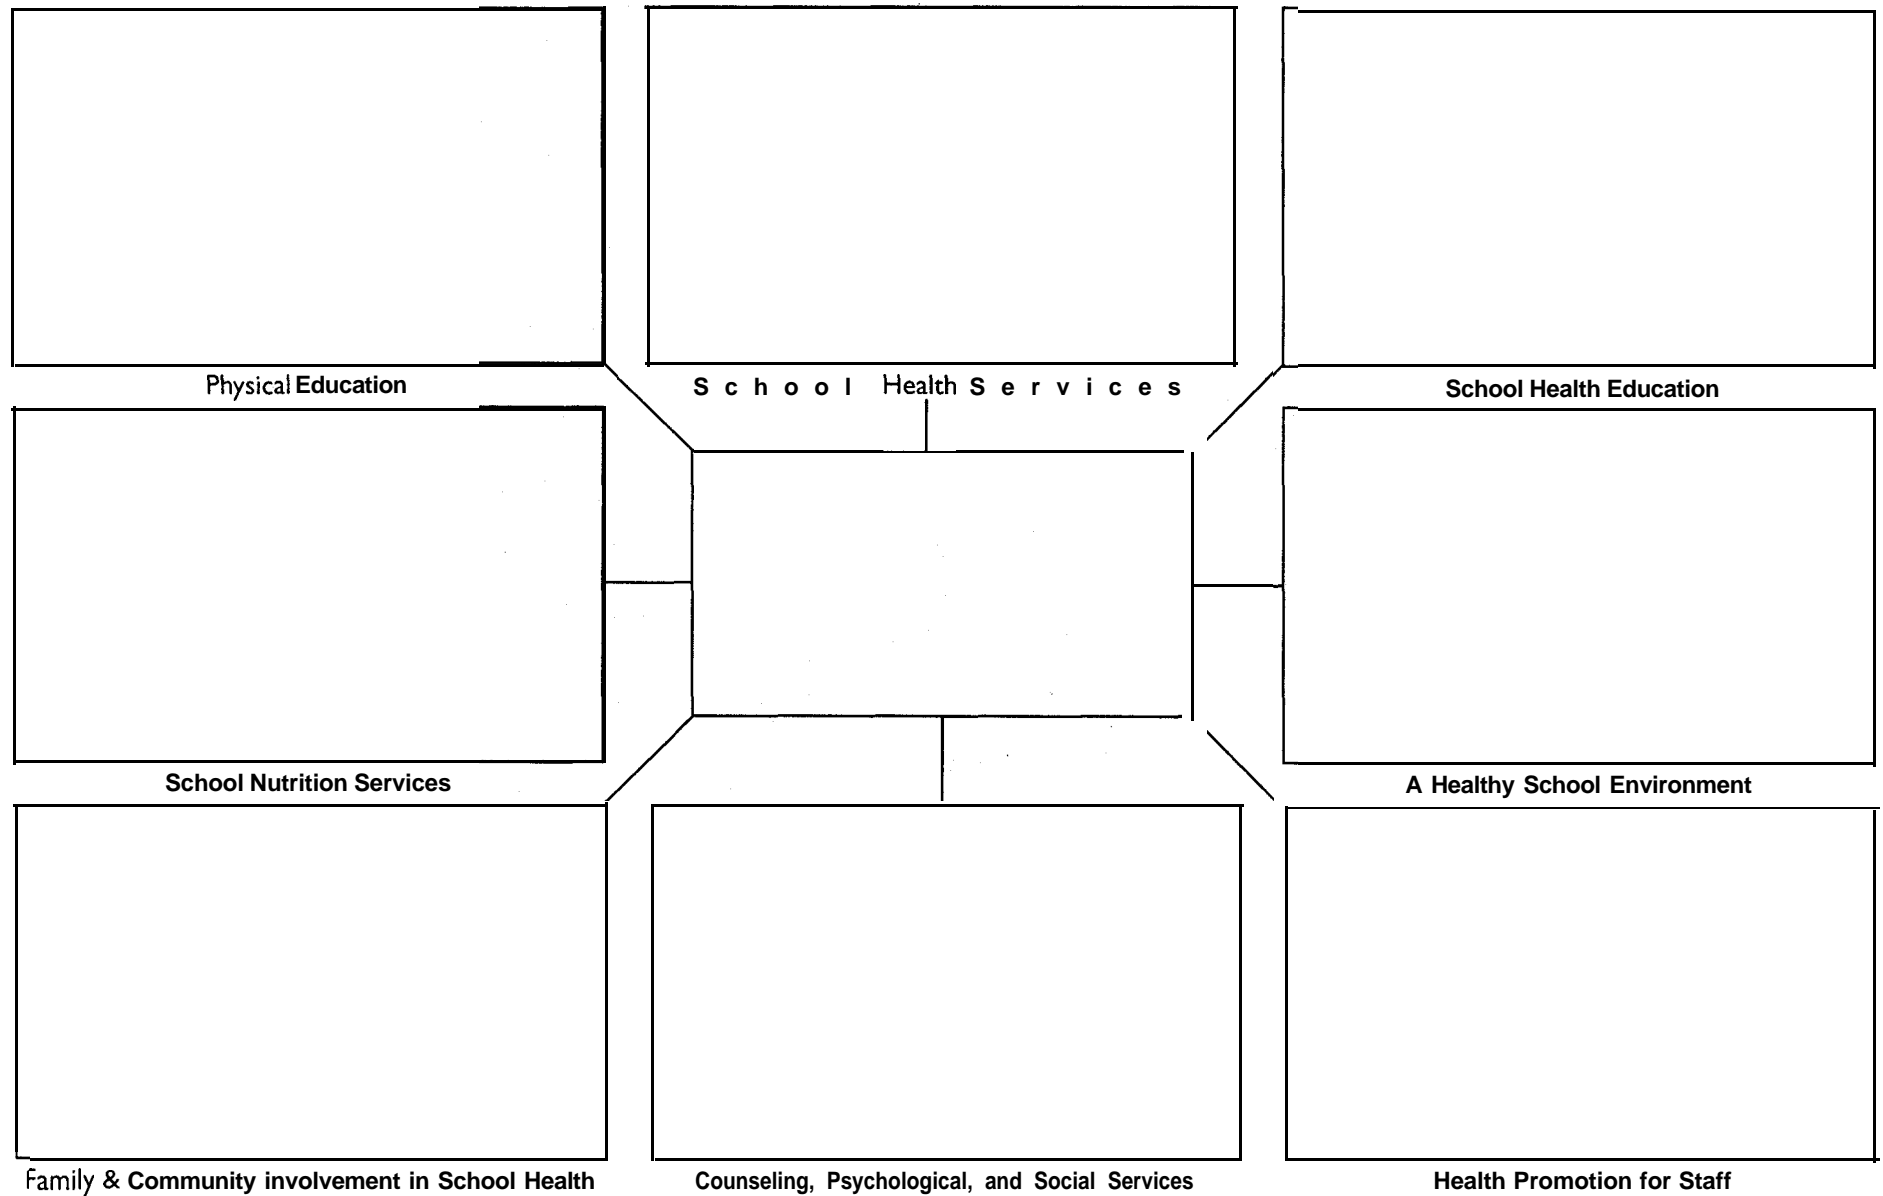 Physical Education
School Health Services
School Health Education
School Nutrition Services
A Healthy School Environment
Family & Community involvement in School Health
Counseling, Psychological, and Social Services
Health Promotion for Staff